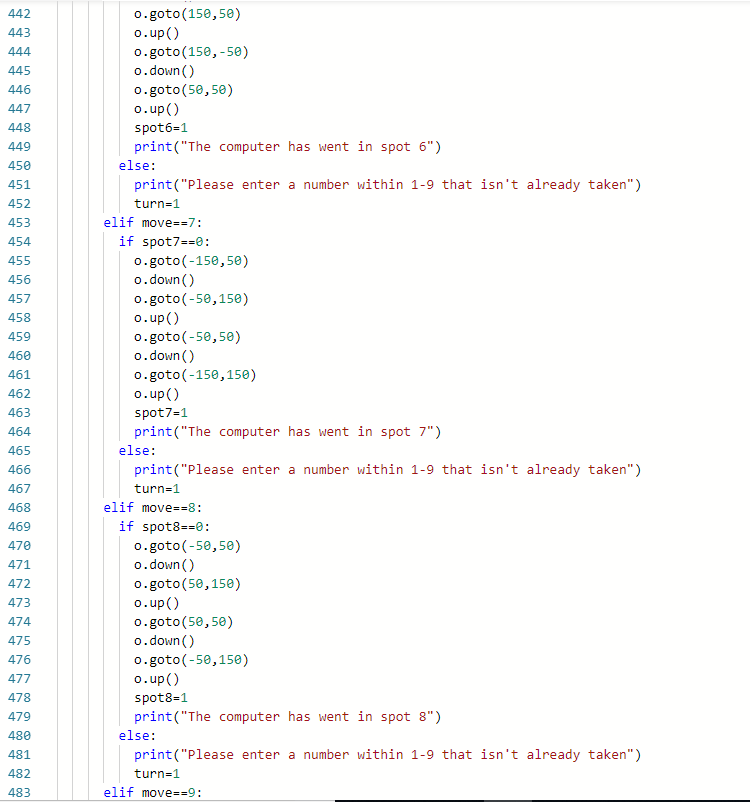 442 o.goto(150,50)
443 o.up()
444 o.goto(150,-50)
445 o.down()
446 o.goto(50,50)
447 o.up()
448 spot6=1
449 print("The computer has went in spot 6")
450 else:
451 print("Please enter a number within 1-9 that isn't already taken")
452 turn=1
453 elif move==7:
454 if spot7==0:
455 o.goto(-150,50)
456 o.down()
457 o.goto(-50,150)
458 o.up()
459 o.goto(-50,50)
460 o.down()
461 o.goto(-150,150)
462 o.up()
463 spot7=1
464 print("The computer has went in spot 7")
465 else:
466 print("Please enter a number within 1-9 that isn't already taken")
467 turn=1
468 elif move==8:
469 if spot8==0:
470 o.goto(-50,50)
471 o.down()
472 o.goto(50,150)
473 o.up()
474 o.goto(50,50)
475 o.down()
476 o.goto(-50,150)
477 o.up()
478 spot8=1
479 print("The computer has went in spot 8")
480 else:
481 print("Please enter a number within 1-9 that isn't already taken")
482 turn=1
483 elif move==9: